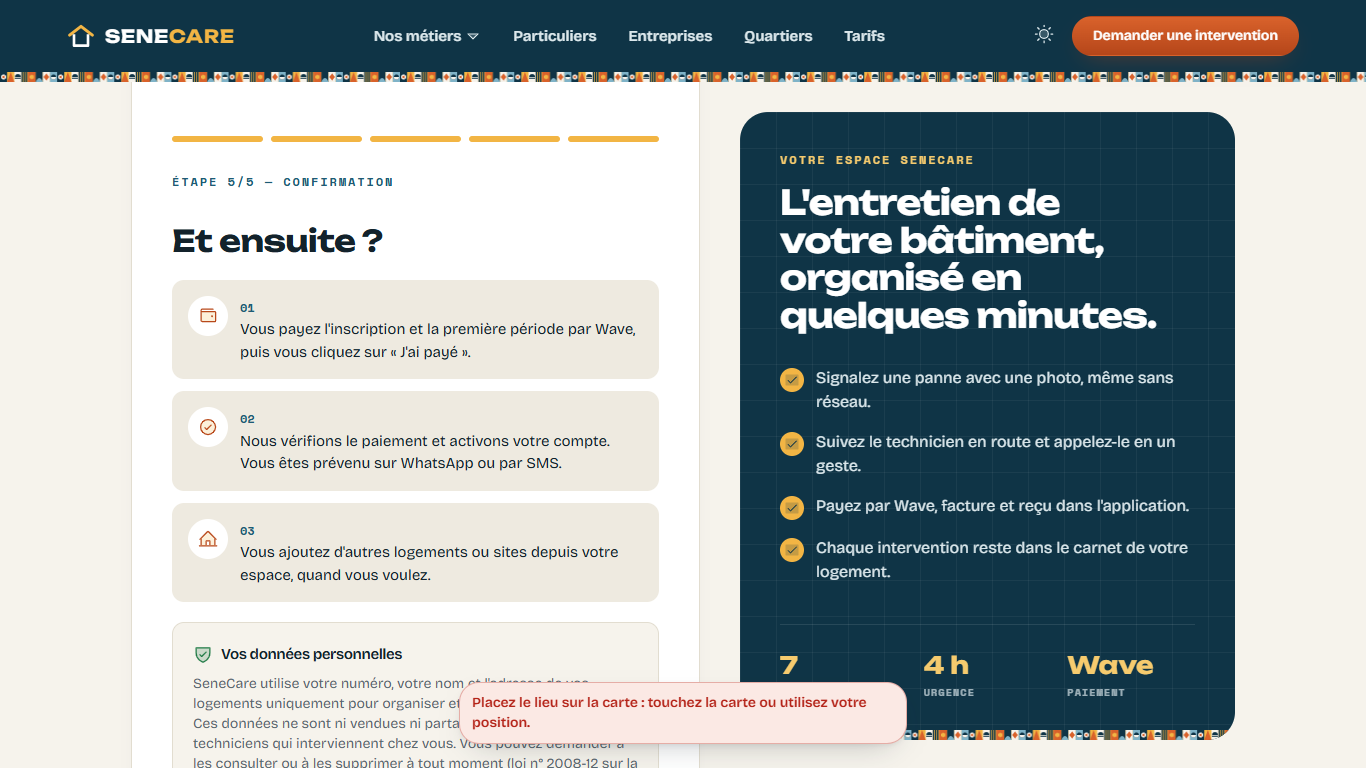 SENECARE
Nos métiers
Particuliers
Entreprises
Quartiers
Tarifs
Demander une intervention
ÉTAPE 5/5 — CONFIRMATION
Et ensuite ?
01
Vous payez l'inscription et la première période par Wave,
puis vous cliquez sur « J'ai payé ».
02
Nous vérifions le paiement et activons votre compte.
Vous êtes prévenu sur WhatsApp ou par SMS.
03
Vous ajoutez d'autres logements ou sites depuis votre
espace, quand vous voulez.
Vos données personnelles
SeneCare utilise votre numéro, votre nom et l'adresse de vos
logements uniquement pour organiser et
Ces données ne sont ni vendues ni
techniciens qui interviennent chez vous. Vous pouvez demander à
les consulter ou à les supprimer à tout moment (loi n° 2008-12 sur la
VOTRE ESPACE SENECARE
L'entretien de
votre bâtiment,
organisé en
quelques minutes.
Signalez une panne avec une photo, même sans
réseau.
Suivez le technicien en route et appelez-le en un
geste.
Payez par Wave, facture et reçu dans l'application.
Chaque intervention reste dans le carnet de votre
logement.
7
4 h
URGENCE
Wave
PAIEMENT
Placez le lieu sur la carte : touchez la carte ou utilisez votre
position.